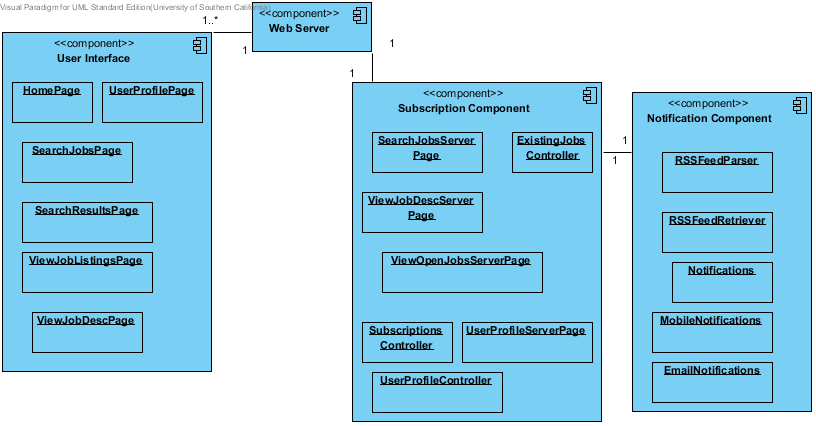 Visual Paradigm for UML Standard Edition(University of Southern California)
1..*
1
<<component>>
Web Server
1
1
<<component>>
User Interface
HomePage
UserProfilePage
SearchJobsPage
SearchResultsPage
ViewJobListingsPage
ViewJobDescPage
<<component>>
Subscription Component
SearchJobsServer
Page
ExistingJobs
Controller
ViewJobDescServer
Page
ViewOpenJobsServerPage
Subscriptions
Controller
UserProfileServerPage
UserProfileController
1
1
<<component>>
Notification Component
RSSFeedParser
RSSFeedRetriever
Notifications
MobileNotifications
EmailNotifications